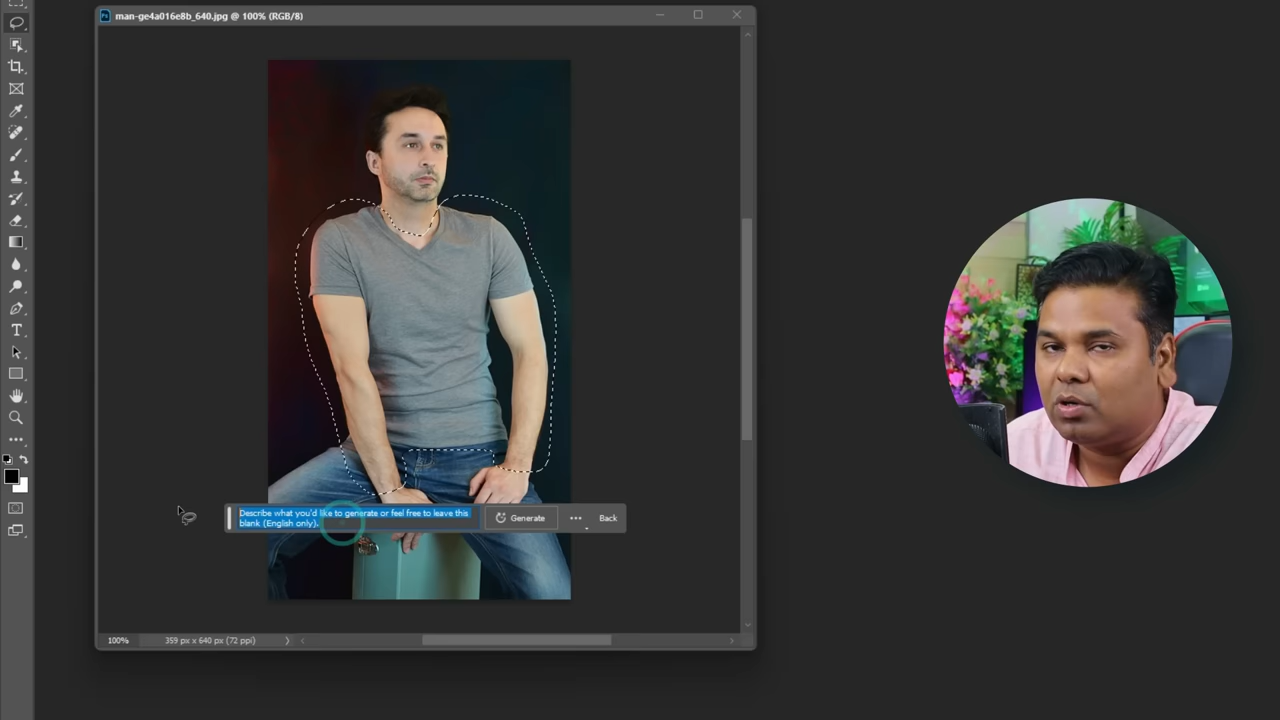 Ps man-ge4a016e8b_640.jpg @ 100% (RGB/8)
T
Describe what you'd like to generate or feel free to leave this
blank (English only).
Generate
Back
100%
359 px x 640 px (72 ppi)